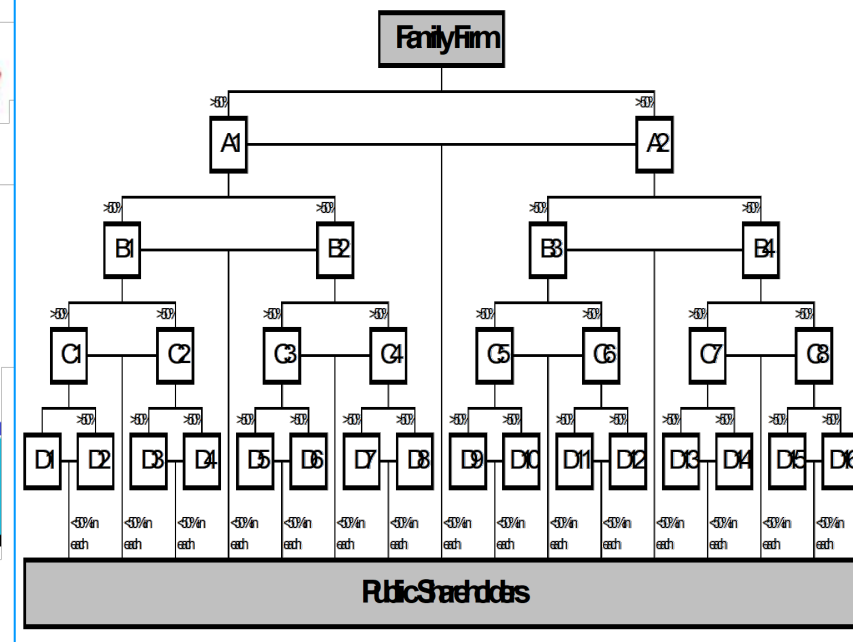 Family Firm
>50% >50%
A1 A2
>50% >50% >50% >50%
B1 B2 B3 B4
>50% >50% >50% >50% >50% >50% >50% >50%
C1 C2 C3 C4 C5 C6 C7 C8
>50% >50% >50% >50% >50% >50% >50% >50% >50% >50% >50% >50% >50% >50% >50%
D1 D2 D3 D4 D5 D6 D7 D8 D9 D10 D11 D12 D13 D14 D15 D16
<50% in <50% in <50% in <50% in <50% in <50% in <50% in <50% in <50% in <50% in <50% in <50% in <50% in <50% in <50% in
each each each each each each each each each each each each each each each
Public Shareholders